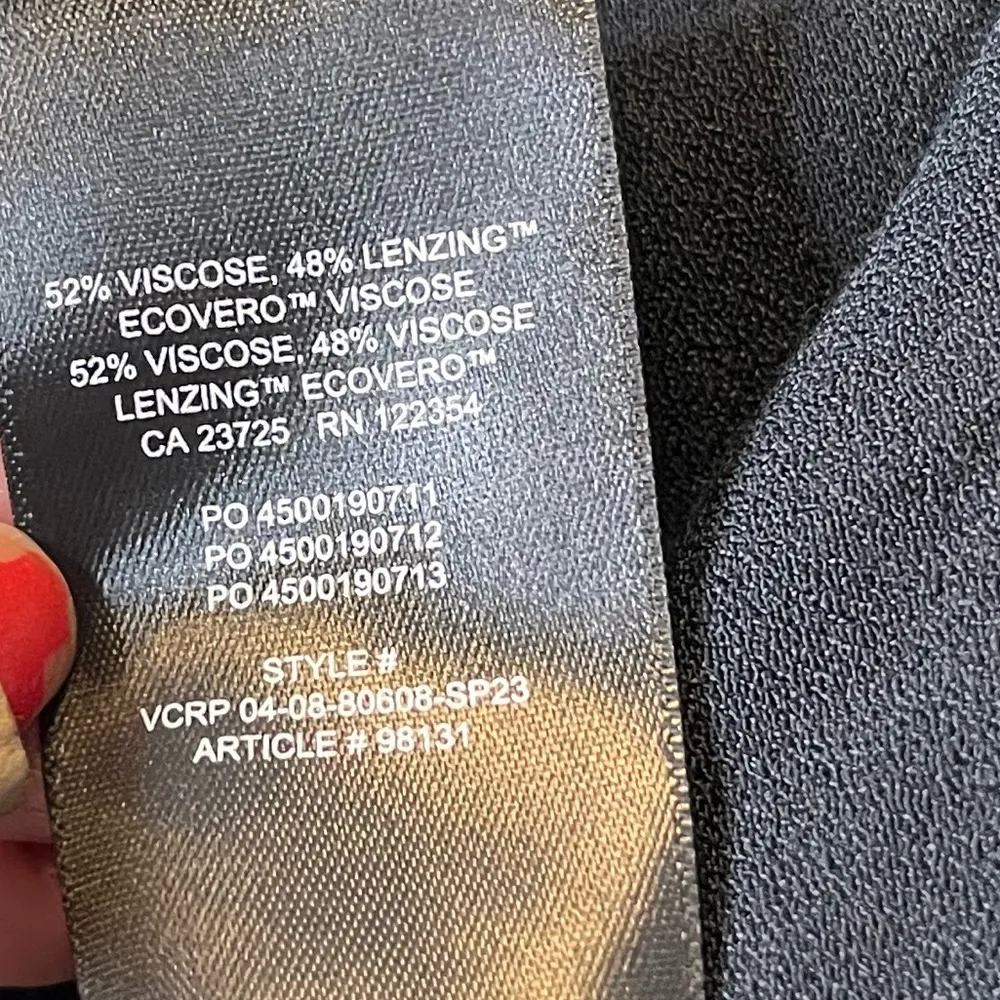 52% VISCOSE, 48% LENZING™
ECOVERO™ VISCOSE
52% VISCOSE, 48% VISCOSE
LENZING™ ECOVERO™
CA 23725 RN 122354
PO 4500190711
PO 4500190712
PO 4500190713
STYLE #
VCRP 04-08-80608-SP23
ARTICLE # 98131